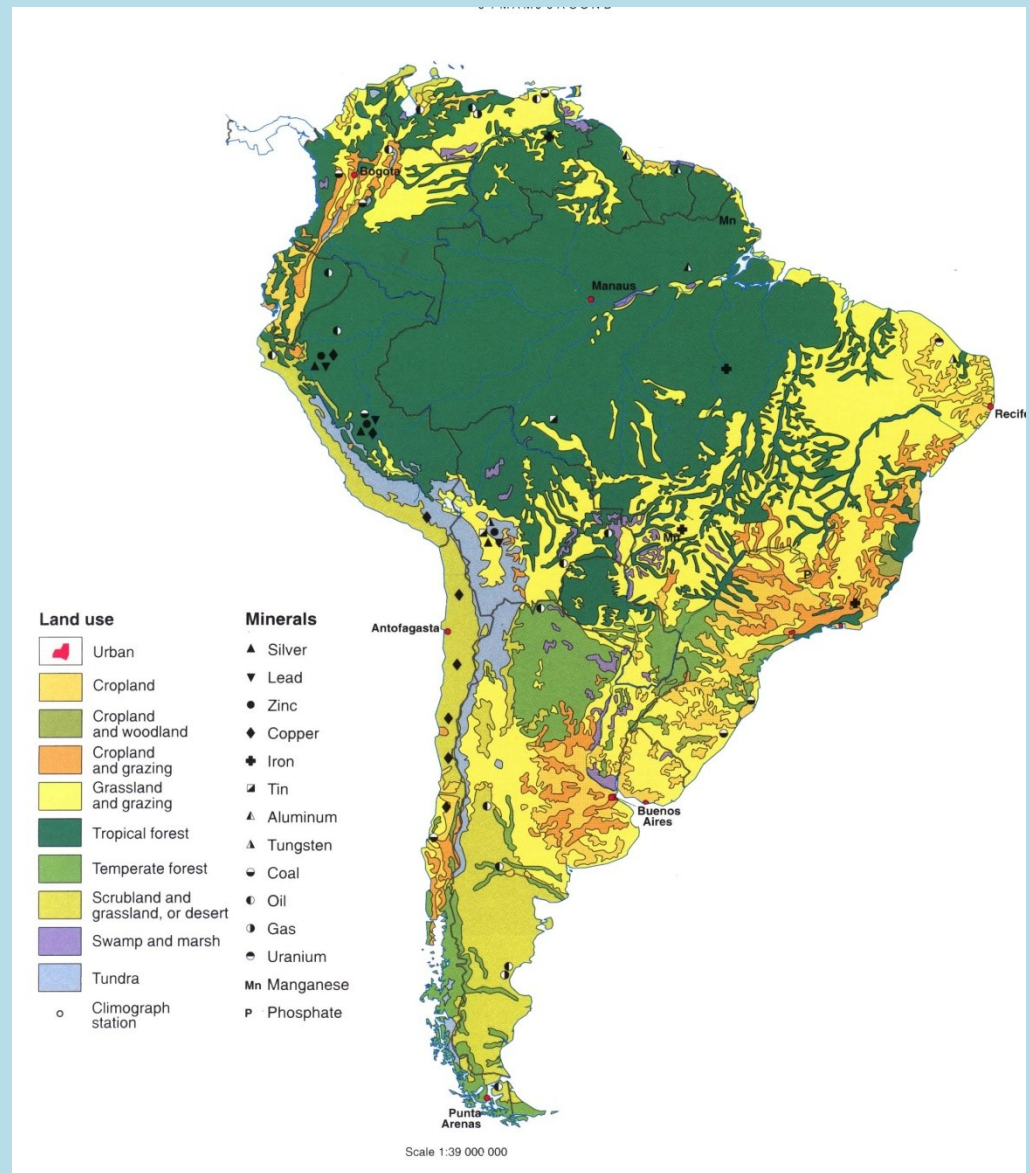 Bogota
Mn
Manaus
Recif
Mn
P
Antofagasta
Buenos
Aires
Punta
Arenas
Land use
Urban
Cropland
Cropland
and woodland
Cropland
and grazing
Grassland
and grazing
Tropical forest
Temperate forest
Scrubland and
grassland, or desert
Swamp and marsh
Tundra
Climograph
station
Minerals
Silver
Lead
Zinc
Copper
Iron
Tin
Aluminum
Tungsten
Coal
Oil
Gas
Uranium
Mn Manganese
P Phosphate
Scale 1:39 000 000